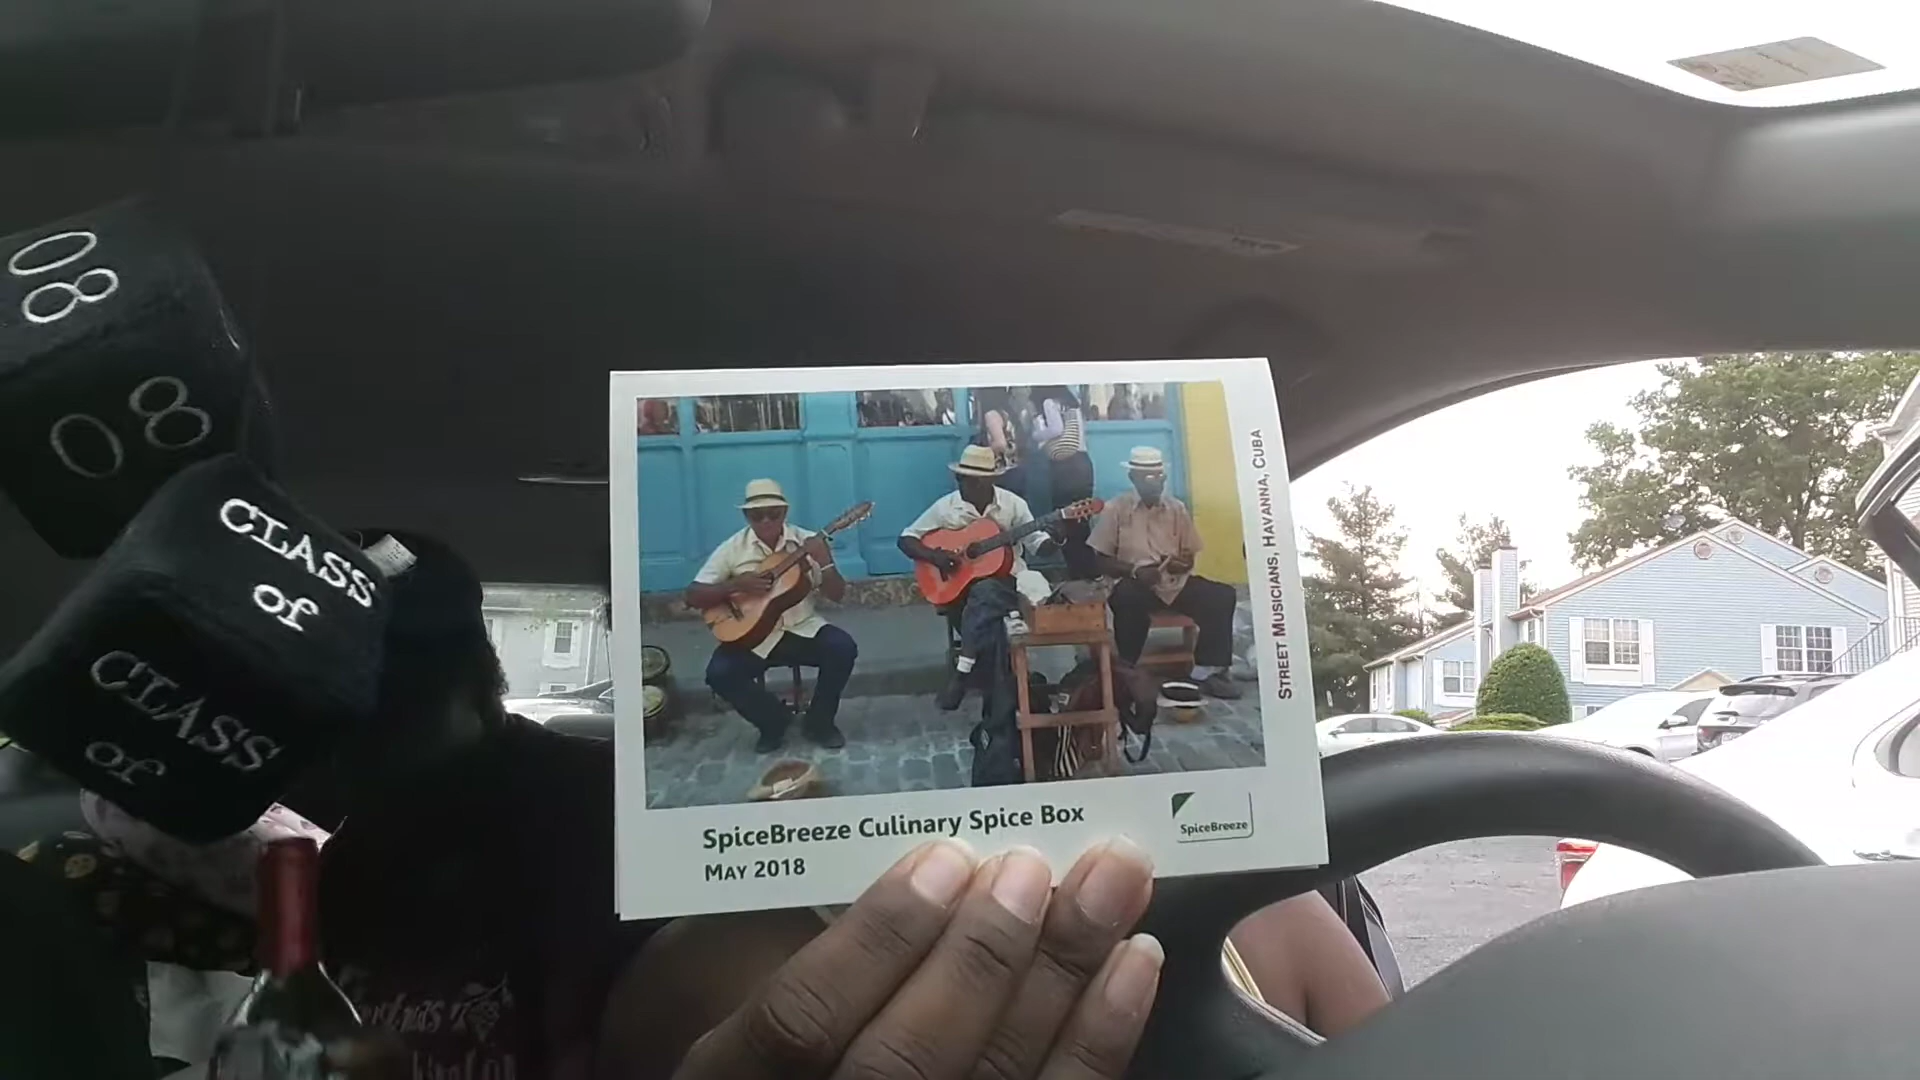 08
08
CLASS
of
CLASS
of
STREET MUSICIANS, HAVANNA, CUBA
SpiceBreeze Culinary Spice Box
MAY 2018
SpiceBreeze